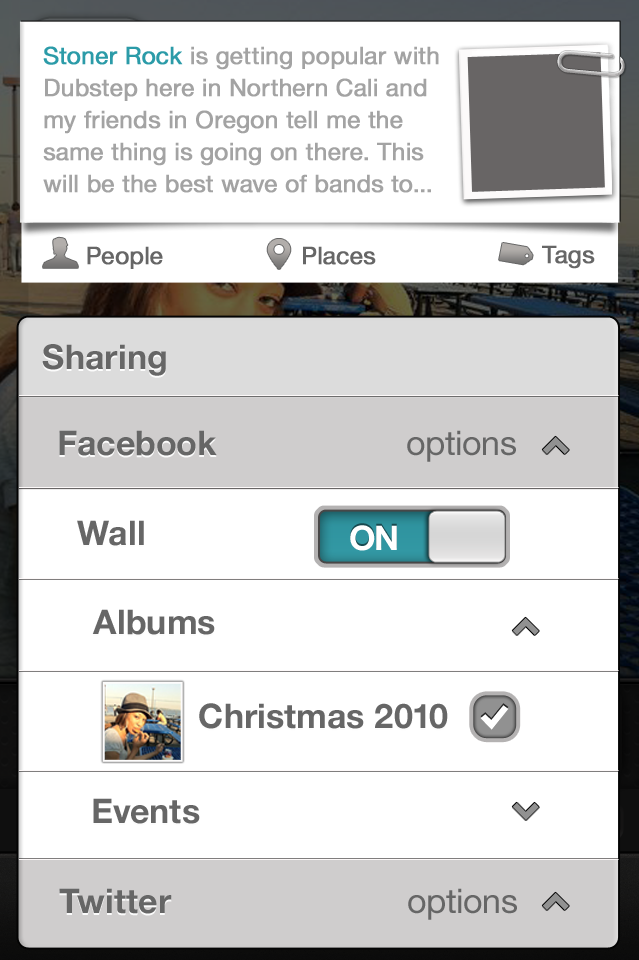 Stoner Rock is getting popular with
Dubstep here in Northern Cali and
my friends in Oregon tell me the
same thing is going on there. This
will be the best wave of bands to...
People Places Tags
Sharing
Facebook options
Wall ON
Albums
Christmas 2010
Events
Twitter options